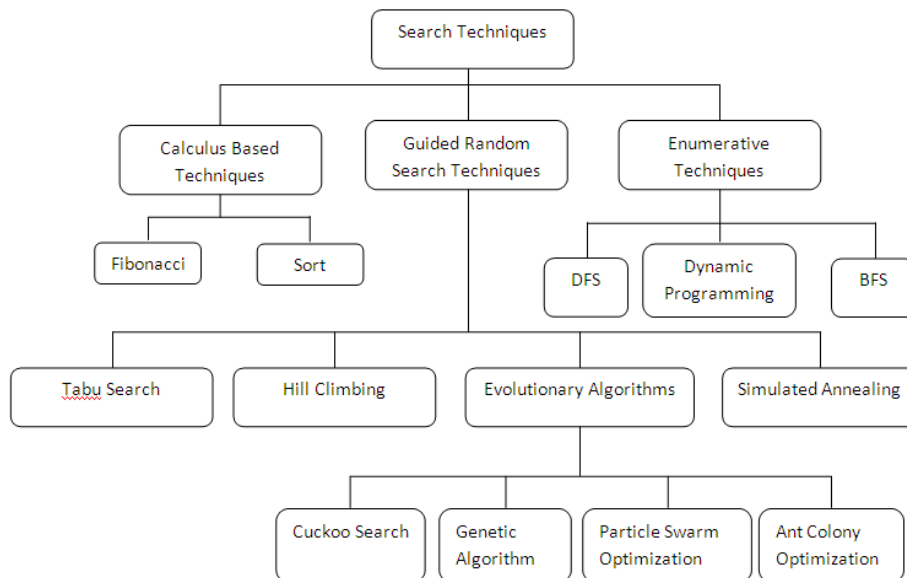 Search Techniques
Calculus Based
Techniques
Guided Random
Search Techniques
Enumerative
Techniques
Fibonacci
Sort
DFS
Dynamic
Programming
BFS
Tabu Search
Hill Climbing
Evolutionary Algorithms
Simulated Annealing
Cuckoo Search
Genetic
Algorithm
Particle Swarm
Optimization
Ant Colony
Optimization